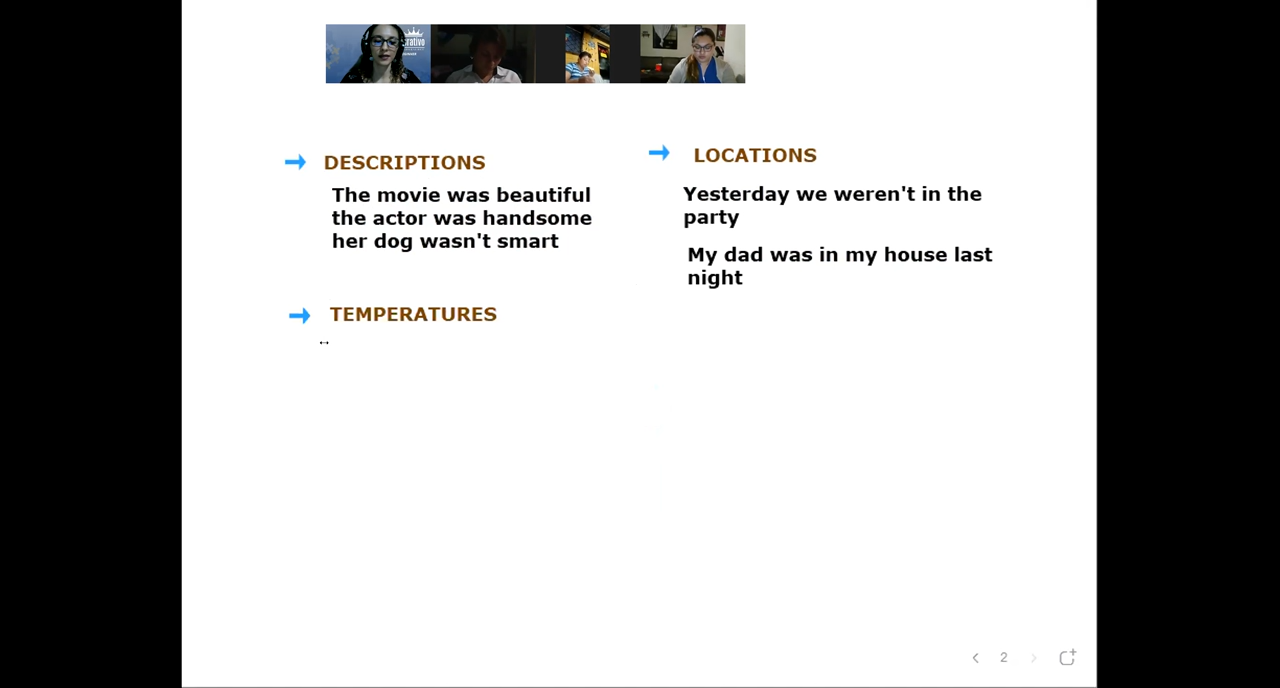 rativo
DESCRIPTIONS
The movie was beautiful
the actor was handsome
her dog wasn't smart
LOCATIONS
Yesterday we weren't in the
party
My dad was in my house last
night
TEMPERATURES
2